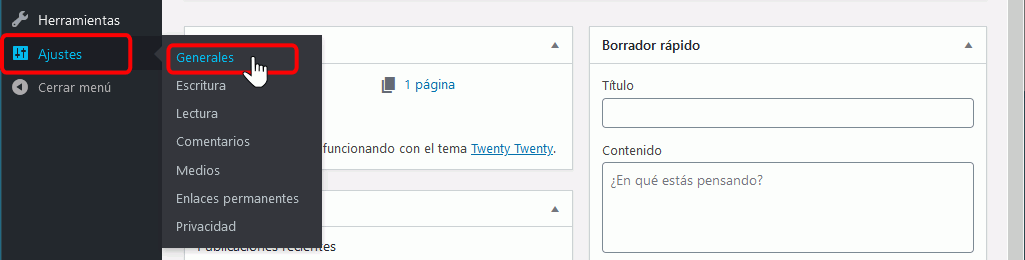 Herramientas
Ajustes
Cerrar menú
Generales
Escritura
Lectura
Comentarios
Medios
Enlaces permanentes
Privacidad
1 página
funcionando con el tema Twenty Twenty.
Publicaciones recientes
Borrador rápido
Título
Contenido
¿En qué estás pensando?